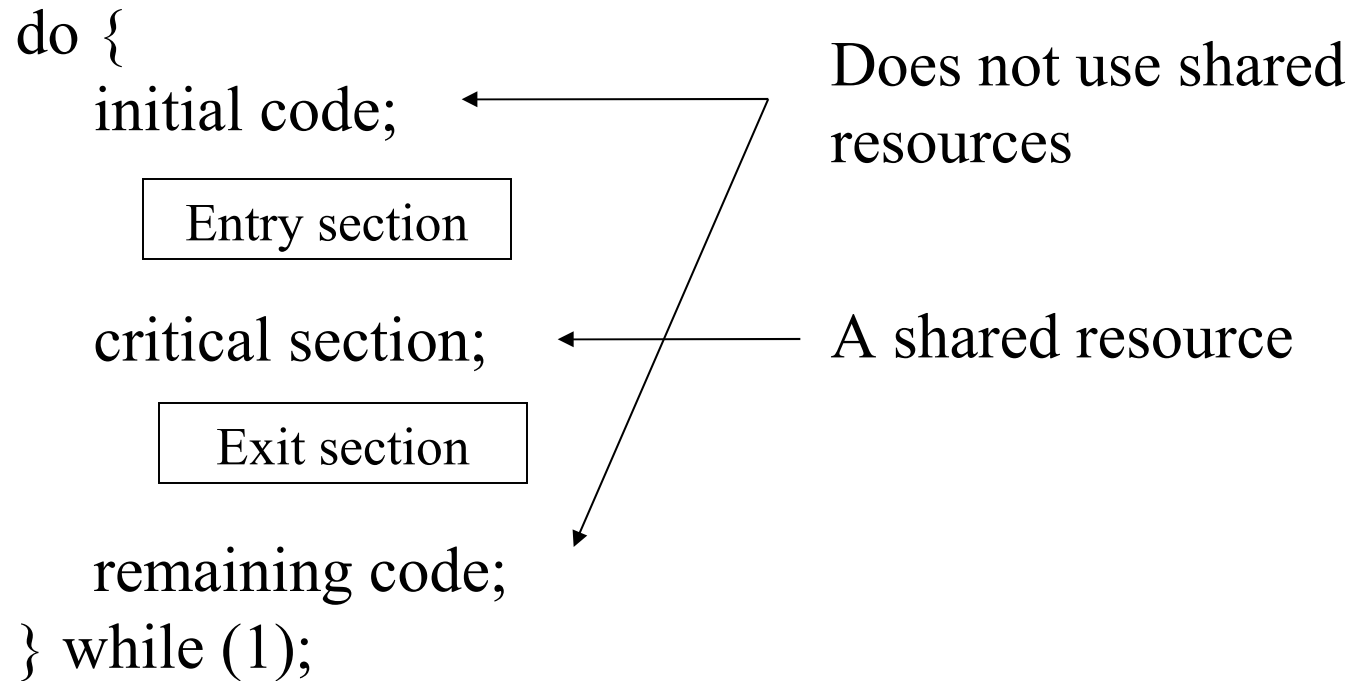 do {
initial code;
Entry section
critical section;
Exit section
remaining code;
} while (1);
Does not use shared
resources
A shared resource